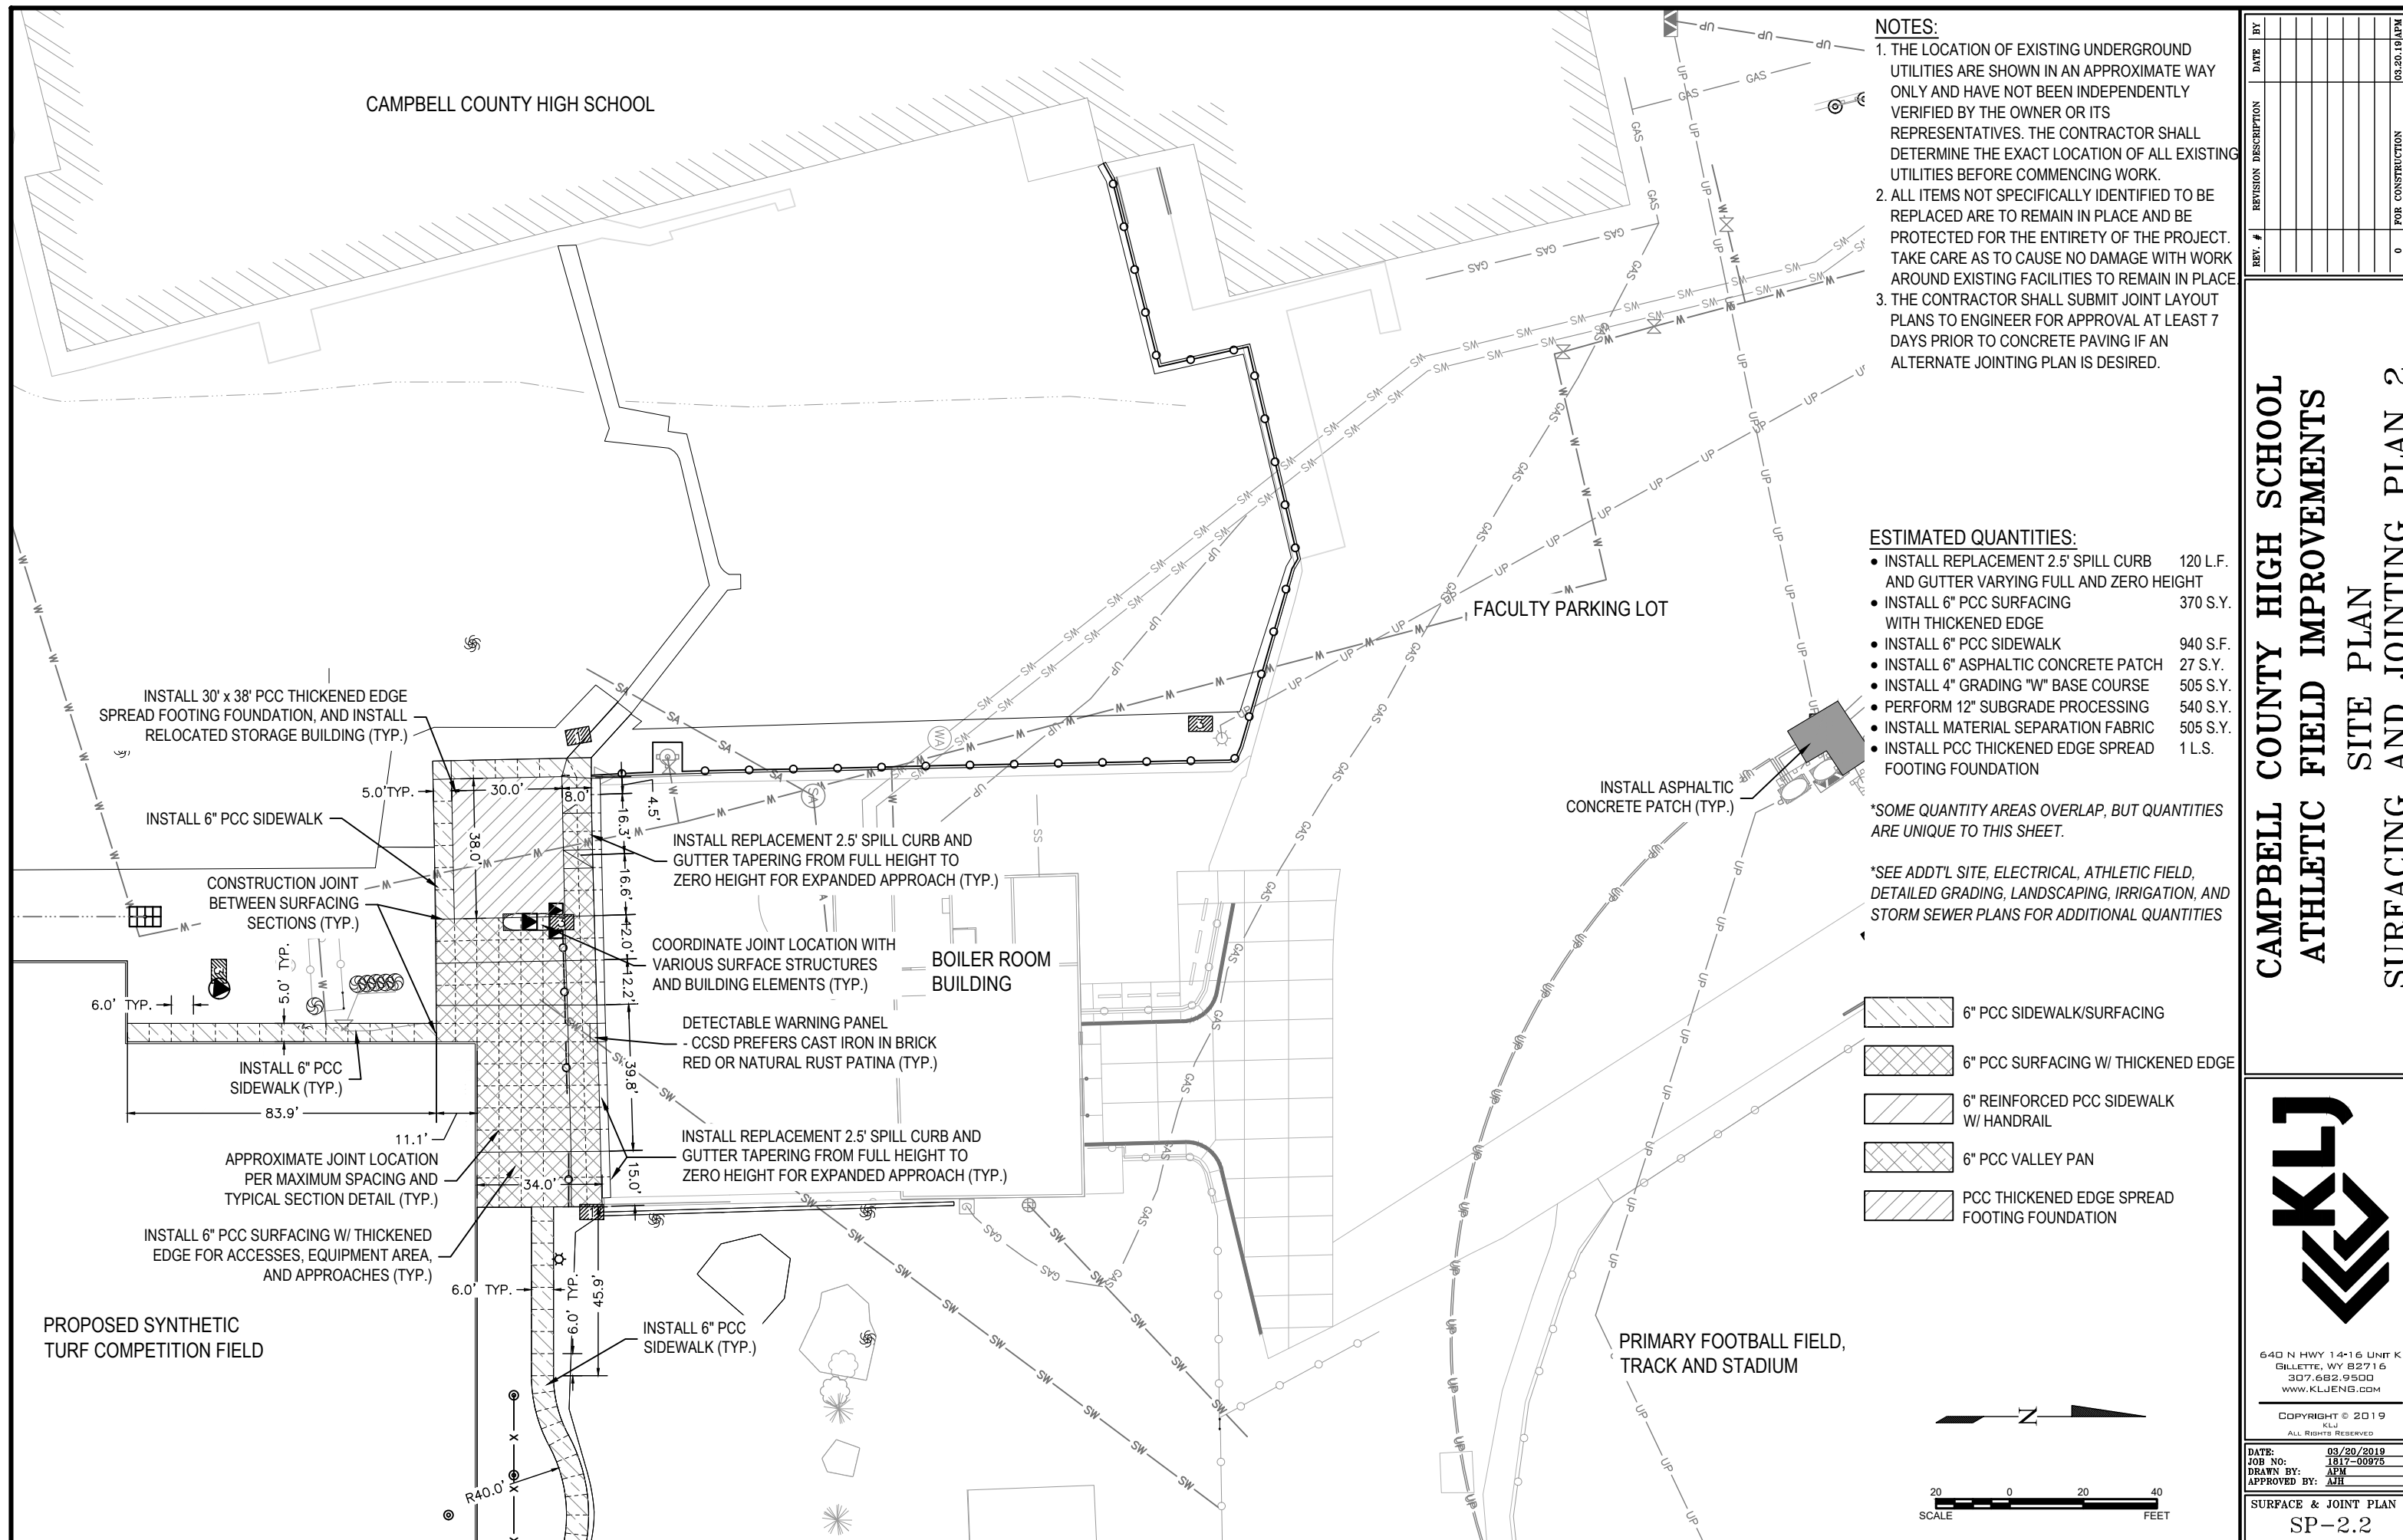 CAMPBELL COUNTY HIGH SCHOOL
NOTES:
1. THE LOCATION OF EXISTING UNDERGROUND
UTILITIES ARE SHOWN IN AN APPROXIMATE WAY
ONLY AND HAVE NOT BEEN INDEPENDENTLY
VERIFIED BY THE OWNER OR ITS
REPRESENTATIVES. THE CONTRACTOR SHALL
DETERMINE THE EXACT LOCATION OF ALL EXISTING
UTILITIES BEFORE COMMENCING WORK.
2. ALL ITEMS NOT SPECIFICALLY IDENTIFIED TO BE
REPLACED ARE TO REMAIN IN PLACE AND BE
PROTECTED FOR THE ENTIRETY OF THE PROJECT.
TAKE CARE AS TO CAUSE NO DAMAGE WITH WORK
AROUND EXISTING FACILITIES TO REMAIN IN PLACE.
3. THE CONTRACTOR SHALL SUBMIT JOINT LAYOUT
PLANS TO ENGINEER FOR APPROVAL AT LEAST 7
DAYS PRIOR TO CONCRETE PAVING IF AN
ALTERNATE JOINTING PLAN IS DESIRED.
ESTIMATED QUANTITIES:
• INSTALL REPLACEMENT 2.5' SPILL CURB 120 L.F.
AND GUTTER VARYING FULL AND ZERO HEIGHT
• INSTALL 6" PCC SURFACING 370 S.Y.
WITH THICKENED EDGE
• INSTALL 6" PCC SIDEWALK 940 S.F.
• INSTALL 6" ASPHALTIC CONCRETE PATCH 27 S.Y.
• INSTALL 4" GRADING "W" BASE COURSE 505 S.Y.
• PERFORM 12" SUBGRADE PROCESSING 540 S.Y.
• INSTALL MATERIAL SEPARATION FABRIC 505 S.Y.
• INSTALL PCC THICKENED EDGE SPREAD 1 L.S.
FOOTING FOUNDATION
*SOME QUANTITY AREAS OVERLAP, BUT QUANTITIES
ARE UNIQUE TO THIS SHEET.
*SEE ADDT'L SITE, ELECTRICAL, ATHLETIC FIELD,
DETAILED GRADING, LANDSCAPING, IRRIGATION, AND
STORM SEWER PLANS FOR ADDITIONAL QUANTITIES
6" PCC SIDEWALK/SURFACING
6" PCC SURFACING W/ THICKENED EDGE
6" REINFORCED PCC SIDEWALK
W/ HANDRAIL
6" PCC VALLEY PAN
PCC THICKENED EDGE SPREAD
FOOTING FOUNDATION
FACULTY PARKING LOT
INSTALL ASPHALTIC
CONCRETE PATCH (TYP.)
INSTALL 30' x 38' PCC THICKENED EDGE
SPREAD FOOTING FOUNDATION, AND INSTALL
RELOCATED STORAGE BUILDING (TYP.)
5.0'TYP.
30.0'
8.0'
4.5'
16.3'
38.0'
16.6'
12.0'
12.2'
39.8'
15.0'
INSTALL 6" PCC SIDEWALK
INSTALL REPLACEMENT 2.5' SPILL CURB AND
GUTTER TAPERING FROM FULL HEIGHT TO
ZERO HEIGHT FOR EXPANDED APPROACH (TYP.)
CONSTRUCTION JOINT
BETWEEN SURFACING
SECTIONS (TYP.)
COORDINATE JOINT LOCATION WITH
VARIOUS SURFACE STRUCTURES
AND BUILDING ELEMENTS (TYP.)
BOILER ROOM
BUILDING
6.0' TYP.
5.0' TYP.
DETECTABLE WARNING PANEL
- CCSD PREFERS CAST IRON IN BRICK
RED OR NATURAL RUST PATINA (TYP.)
INSTALL 6" PCC
SIDEWALK (TYP.)
83.9'
11.1'
INSTALL REPLACEMENT 2.5' SPILL CURB AND
GUTTER TAPERING FROM FULL HEIGHT TO
ZERO HEIGHT FOR EXPANDED APPROACH (TYP.)
APPROXIMATE JOINT LOCATION
PER MAXIMUM SPACING AND
TYPICAL SECTION DETAIL (TYP.)
34.0'
INSTALL 6" PCC SURFACING W/ THICKENED
EDGE FOR ACCESSES, EQUIPMENT AREA,
AND APPROACHES (TYP.)
6.0' TYP.
6.0' TYP.
45.9'
INSTALL 6" PCC
SIDEWALK (TYP.)
PROPOSED SYNTHETIC
TURF COMPETITION FIELD
R40.0'
PRIMARY FOOTBALL FIELD,
TRACK AND STADIUM
N
20 0 20 40
SCALE FEET
REV. # REVISION DESCRIPTION DATE BY
0 FOR CONSTRUCTION 03.20.19 APM
CAMPBELL COUNTY HIGH SCHOOL
ATHLETIC FIELD IMPROVEMENTS
SITE PLAN
SURFACING AND JOINTING PLAN 2
KLJ
640 N HWY 14-16 UNIT K
GILLETTE, WY 82716
307.682.9500
WWW.KLJENG.COM
COPYRIGHT © 2019
KLJ
ALL RIGHTS RESERVED
DATE: 03/20/2019
JOB NO: 1817-00975
DRAWN BY: APM
APPROVED BY: AJH
SURFACE & JOINT PLAN
SP-2.2